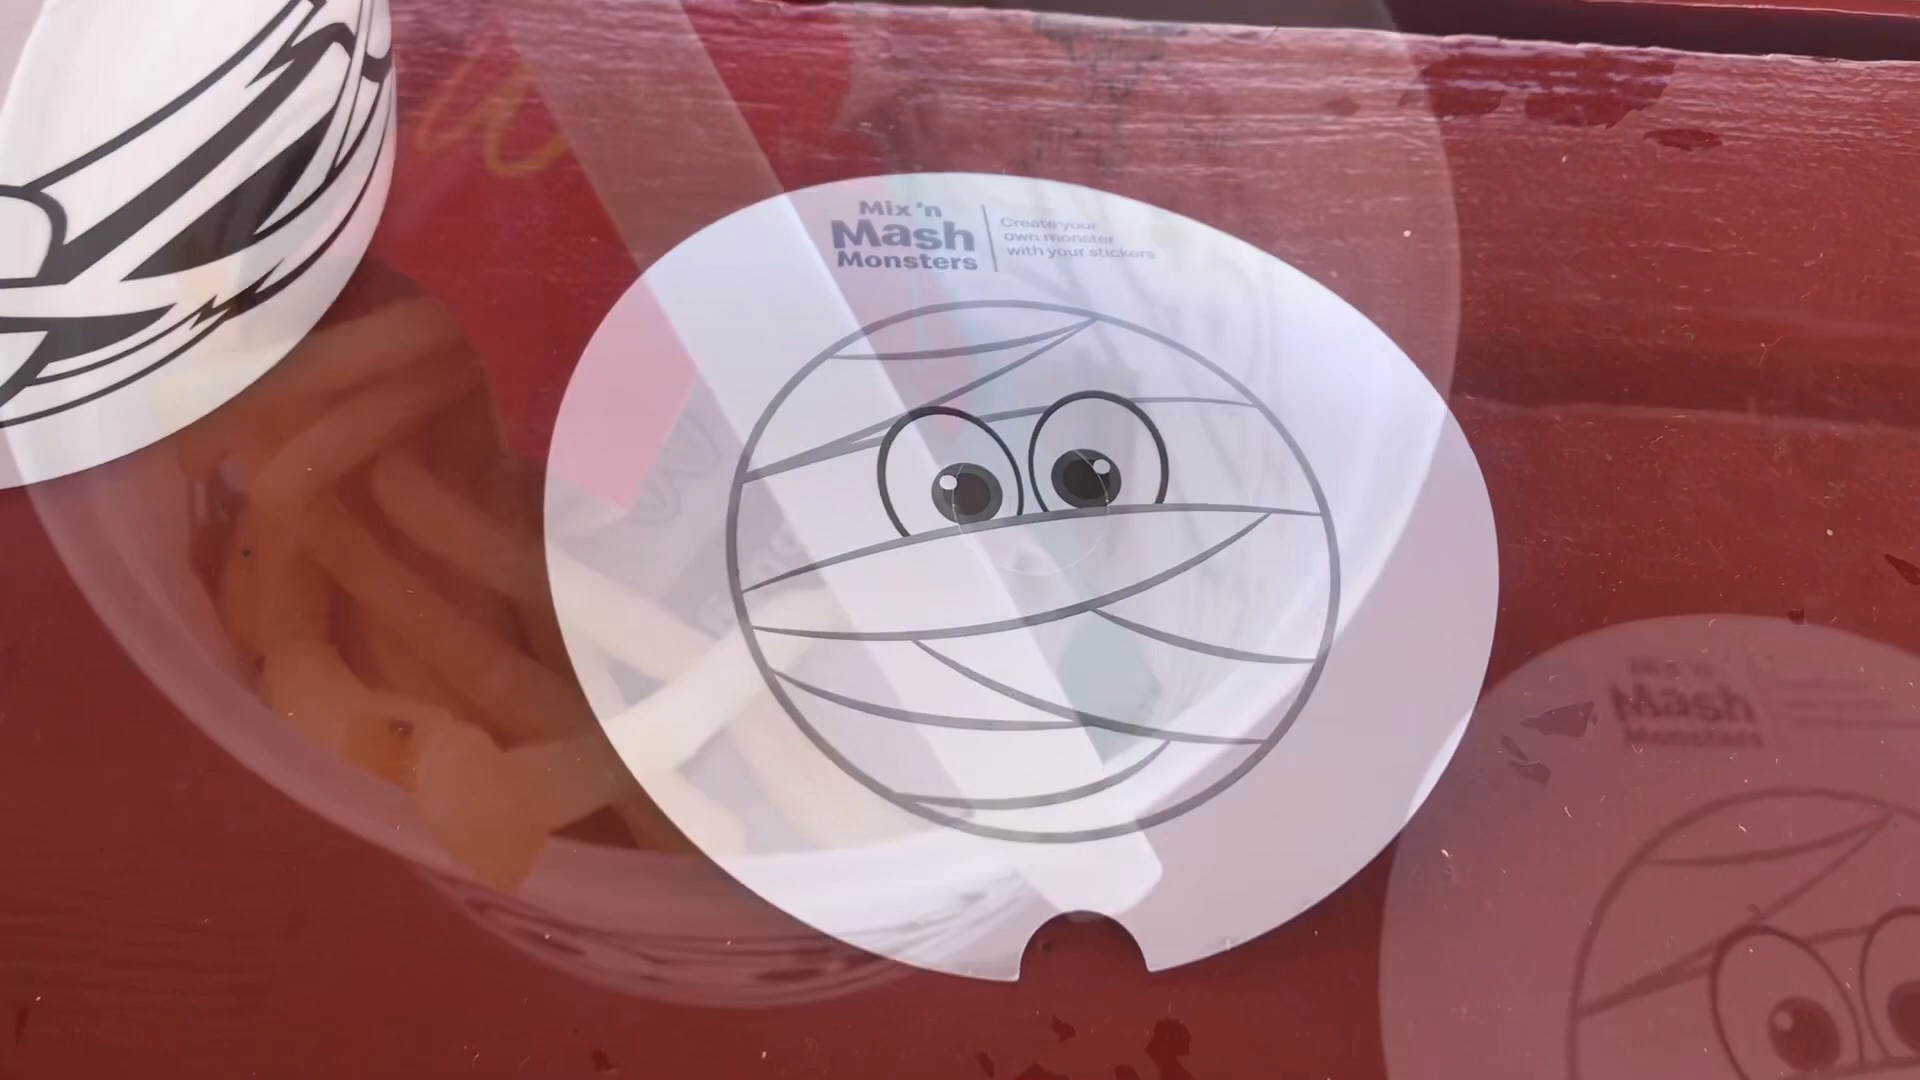 Mix 'n
Mash
Monsters
Create your
own monster
with your stickers
Mix 'n
Mash
Monsters